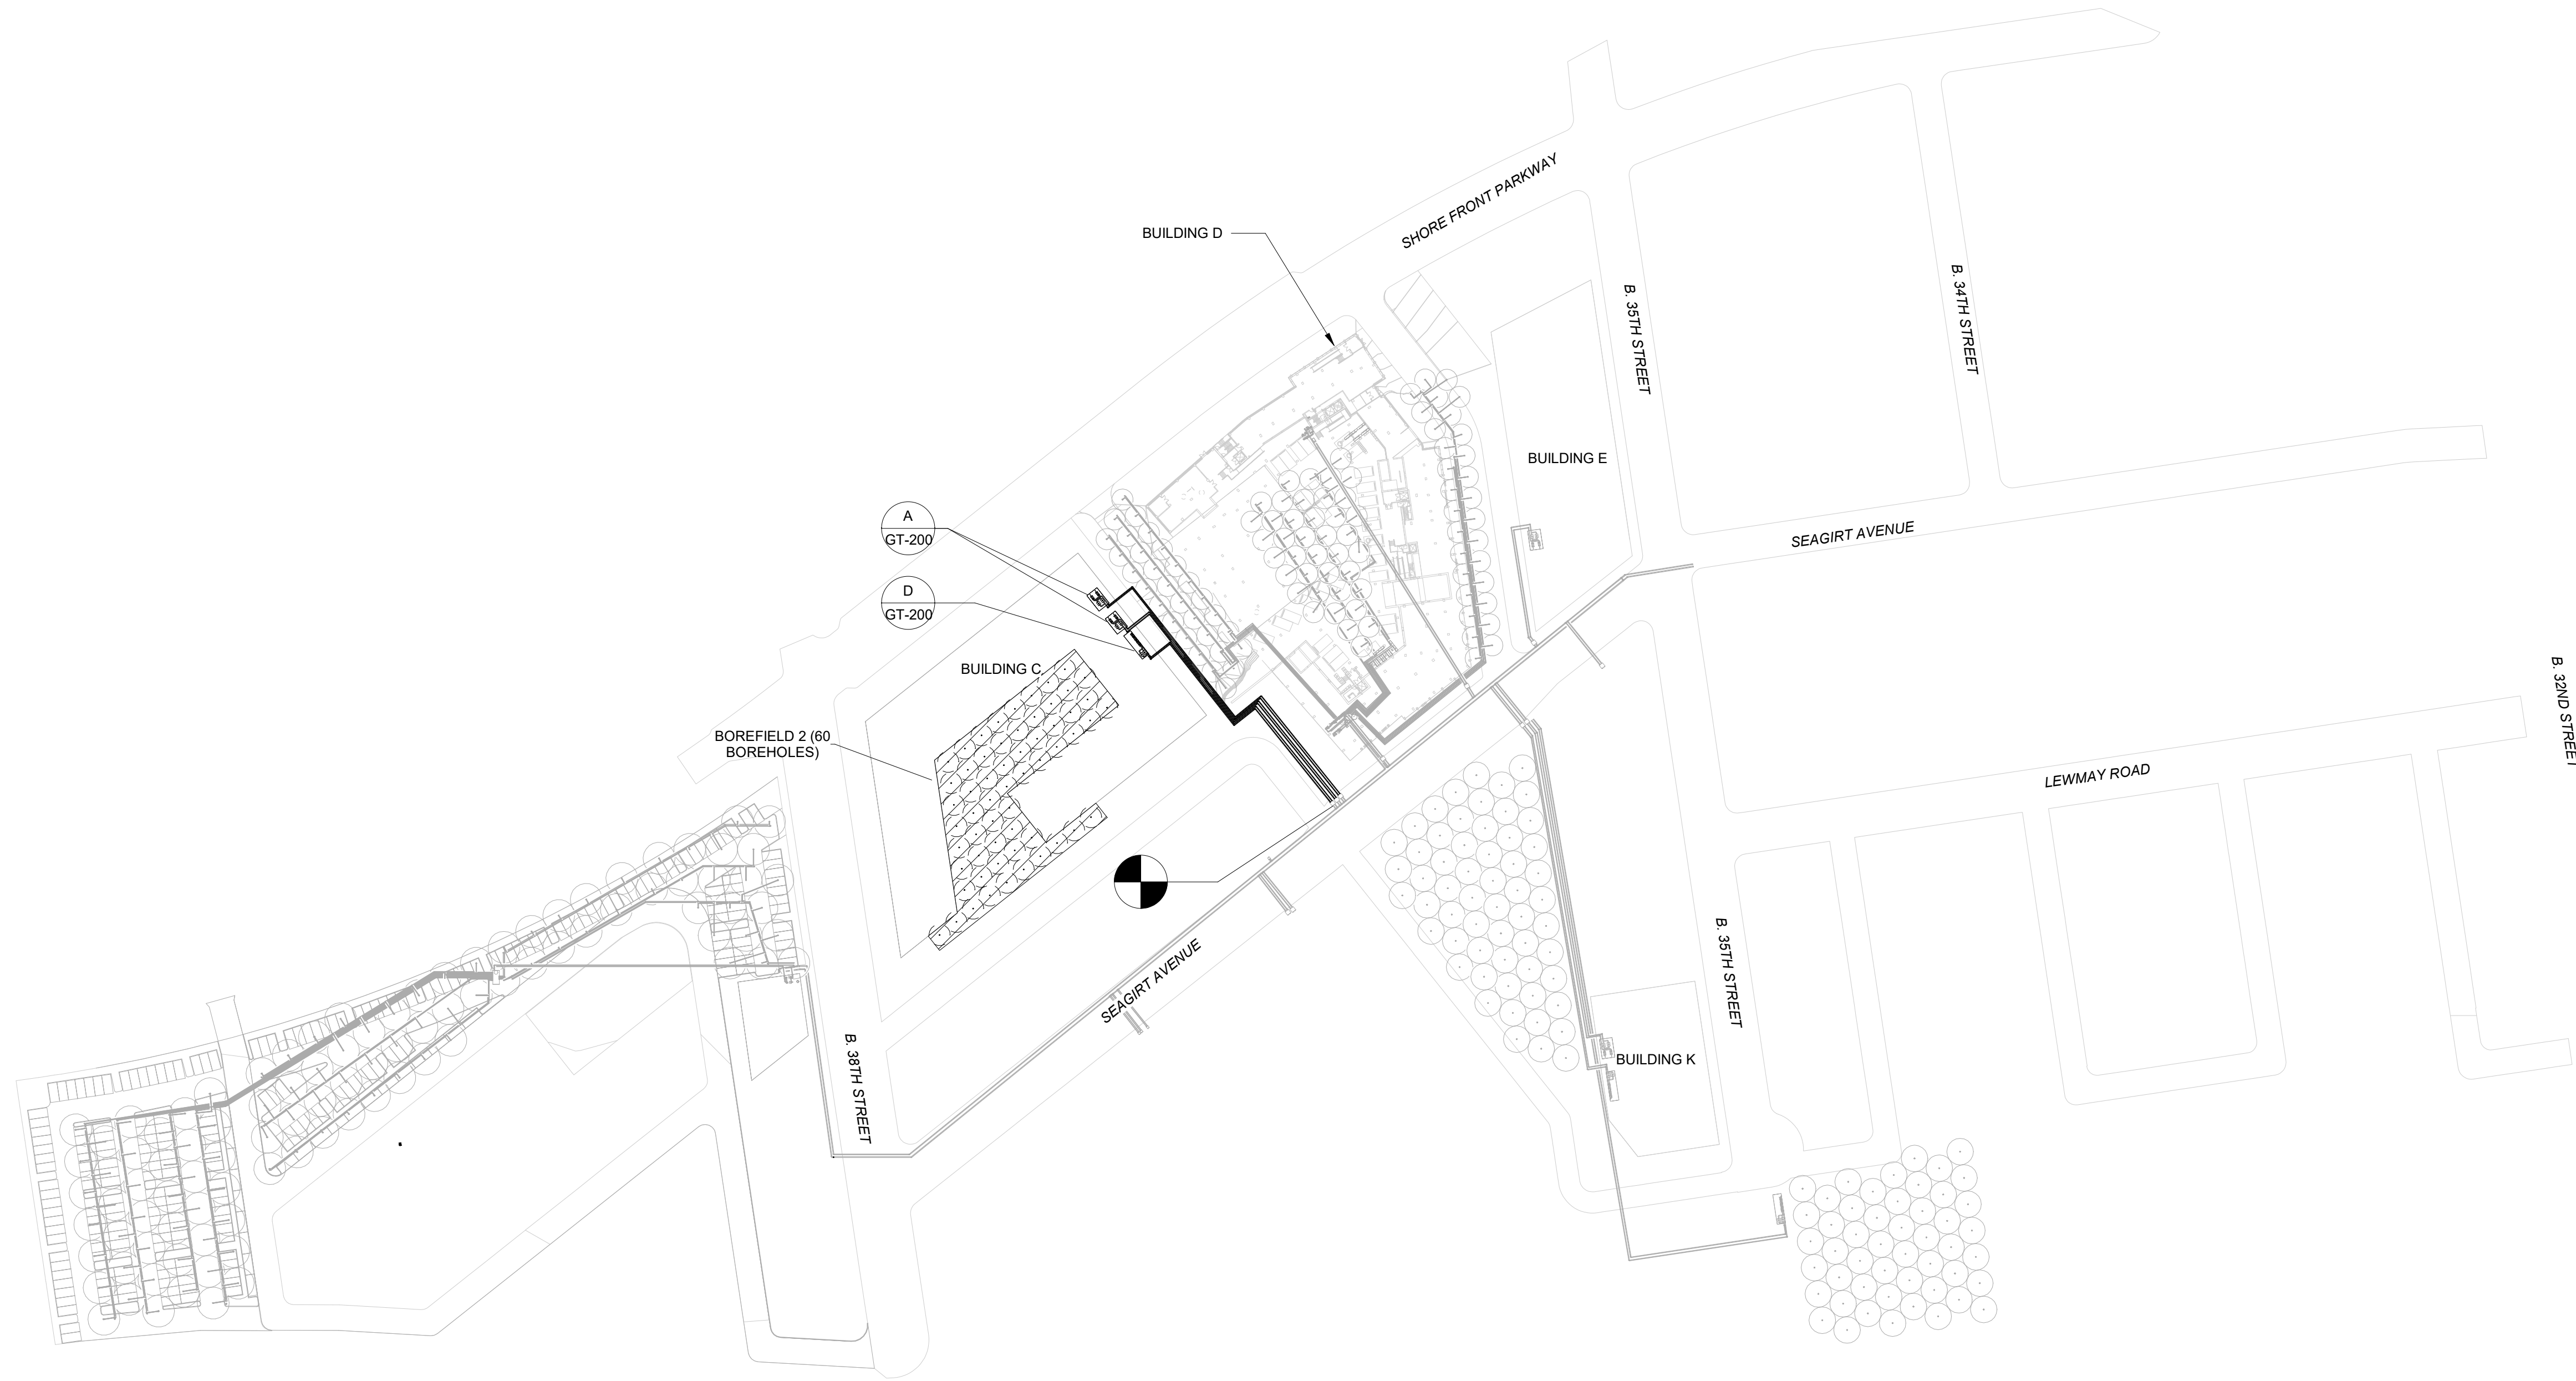 SHORE FRONT PARKWAY
BUILDING D
B. 35TH STREET
B. 34TH STREET
BUILDING E
A
GT-200
SEAGIRT AVENUE
D
GT-200
BUILDING C
B. 32ND STREET
BOREFIELD 2 (60
BOREHOLES)
LEWMAY ROAD
SEAGIRT AVENUE
B. 35TH STREET
B. 38TH STREET
BUILDING K